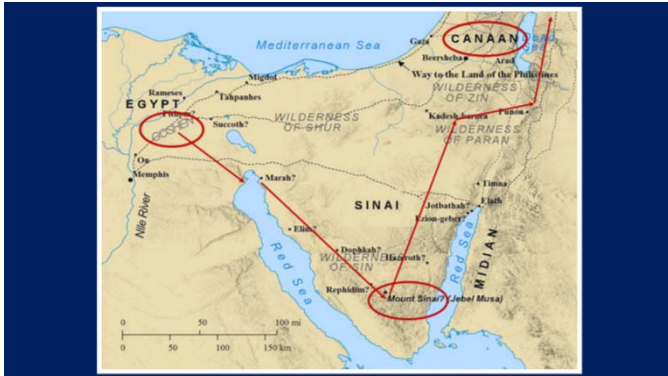 Mediterranean Sea
Gaza
CANAAN
Dead
Sea
Beersheba
Arad
Way to the Land of the Philistines
Migdol
Rameses
Tahpanhes
EGYPT
WILDERNESS
OF ZIN
Pithom?
Succoth?
GOSHEN
WILDERNESS
OF SHUR
Kadesh-barnea
Punon
WILDERNESS
OF PARAN
On
Memphis
Marah?
Timna
SINAI
Jotbathah?
Elath
Ezion-geber?
Nile River
Elim?
Dophkah?
Hazeroth?
WILDERNESS
OF SIN
Red Sea
Red Sea
MIDIAN
Rephidim?
Mount Sinai? (Jebel Musa)
0 50 100 mi
0 50 100 150 km